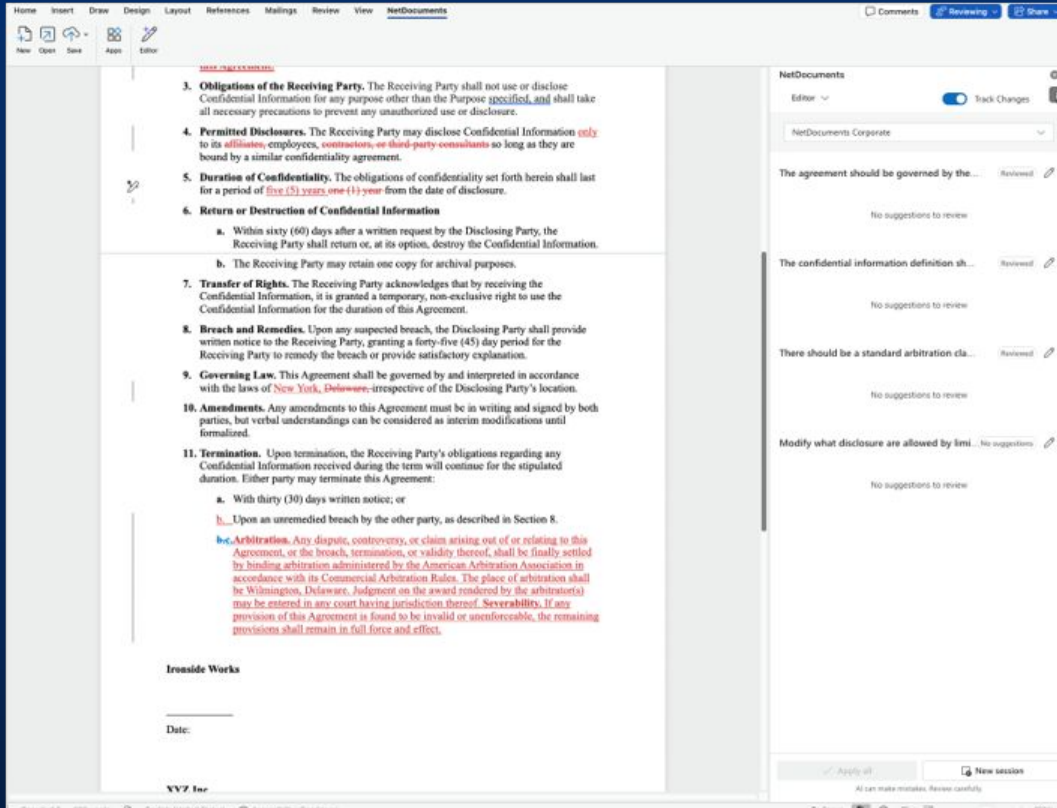 Home Insert Draw Design Layout References Mailings Review View NetDocuments
Comments Reviewing Share
New Open Save Apps Editor
this Agreement.
3. Obligations of the Receiving Party. The Receiving Party shall not use or disclose
Confidential Information for any purpose other than the Purpose specified, and shall take
all necessary precautions to prevent any unauthorized use or disclosure.
4. Permitted Disclosures. The Receiving Party may disclose Confidential Information only
to its affiliates, employees, contractors, or third-party consultants so long as they are
bound by a similar confidentiality agreement.
5. Duration of Confidentiality. The obligations of confidentiality set forth herein shall last
for a period of five (5) years one (1) year from the date of disclosure.
6. Return or Destruction of Confidential Information
a. Within sixty (60) days after a written request by the Disclosing Party, the
Receiving Party shall return or, at its option, destroy the Confidential Information.
b. The Receiving Party may retain one copy for archival purposes.
7. Transfer of Rights. The Receiving Party acknowledges that by receiving the
Confidential Information, it is granted a temporary, non-exclusive right to use the
Confidential Information for the duration of this Agreement.
8. Breach and Remedies. Upon any suspected breach, the Disclosing Party shall provide
written notice to the Receiving Party, granting a forty-five (45) day period for the
Receiving Party to remedy the breach or provide satisfactory explanation.
9. Governing Law. This Agreement shall be governed by and interpreted in accordance
with the laws of New York, Delaware, irrespective of the Disclosing Party's location.
10. Amendments. Any amendments to this Agreement must be in writing and signed by both
parties, but verbal understandings can be considered as interim modifications until
formalized.
11. Termination. Upon termination, the Receiving Party's obligations regarding any
Confidential Information received during the term will continue for the stipulated
duration. Either party may terminate this Agreement:
a. With thirty (30) days written notice; or
b. Upon an unremedied breach by the other party, as described in Section 8.
b.c. Arbitration. Any dispute, controversy, or claim arising out of or relating to this
Agreement, or the breach, termination, or validity thereof, shall be finally settled
by binding arbitration administered by the American Arbitration Association in
accordance with its Commercial Arbitration Rules. The place of arbitration shall
be Wilmington, Delaware. Judgment on the award rendered by the arbitrator(s)
may be entered in any court having jurisdiction thereof. Severability. If any
provision of this Agreement is found to be invalid or unenforceable, the remaining
provisions shall remain in full force and effect.
Ironside Works
Date:
XYZ Inc
NetDocuments
Editor Track Changes
NetDocuments Corporate
The agreement should be governed by the... Reviewed
No suggestions to review
The confidential information definition sh... Reviewed
No suggestions to review
There should be a standard arbitration cla... Reviewed
No suggestions to review
Modify what disclosure are allowed by limi... No suggestions
No suggestions to review
Apply all New session
AI can make mistakes. Review carefully